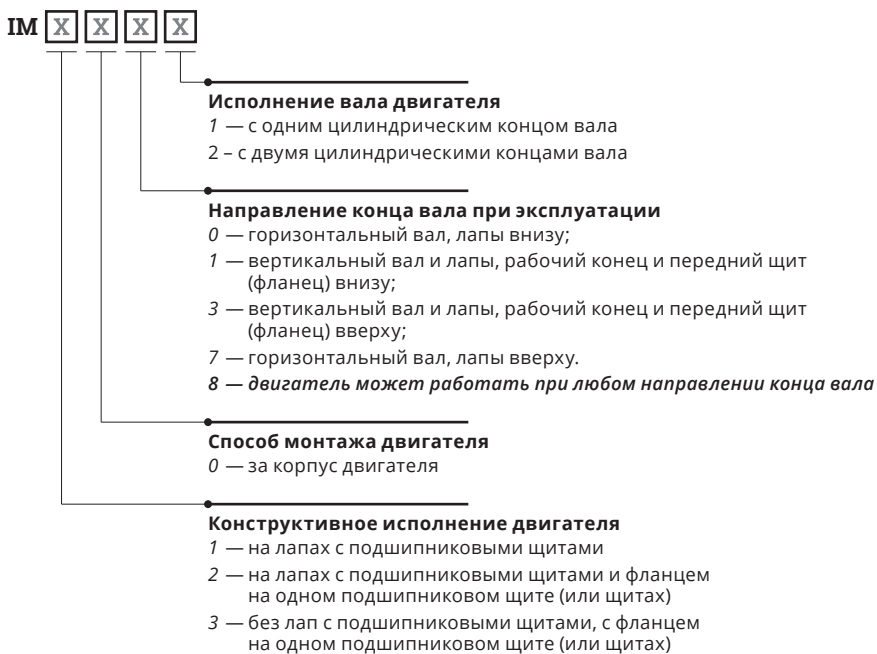 IM X X X X
Исполнение вала двигателя
1 — с одним цилиндрическим концом вала
2 – с двумя цилиндрическими концами вала
Направление конца вала при эксплуатации
0 — горизонтальный вал, лапы внизу;
1 — вертикальный вал и лапы, рабочий конец и передний щит
(фланец) внизу;
3 — вертикальный вал и лапы, рабочий конец и передний щит
(фланец) вверху;
7 — горизонтальный вал, лапы вверху.
8 — двигатель может работать при любом направлении конца вала
Способ монтажа двигателя
0 — за корпус двигателя
Конструктивное исполнение двигателя
1 — на лапах с подшипниковыми щитами
2 — на лапах с подшипниковыми щитами и фланцем
на одном подшипниковом щите (или щитах)
3 — без лап с подшипниковыми щитами, с фланцем
на одном подшипниковом щите (или щитах)